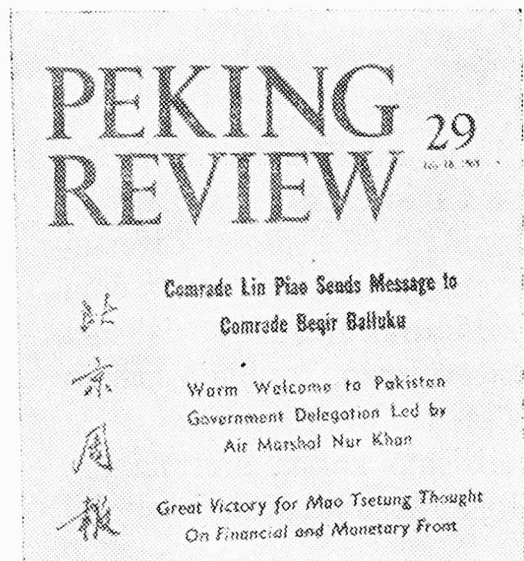 PEKING
REVIEW
29
Comrade Lin Piao Sends Message to
Comrade Beqir Balluku
Warm Welcome to Pakistan
Government Delegation Led by
Air Marshal Nur Khan
Great Victory for Mao Tsetung Thought
On Financial and Monetary Front
北
京
周
报